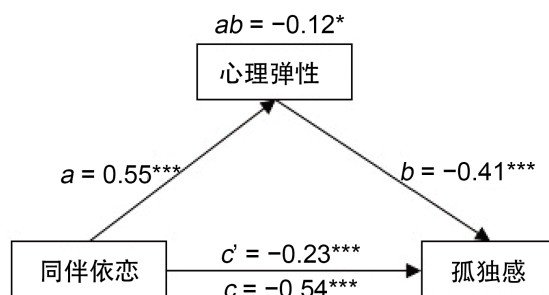 ab = −0.12*
心理弹性
a = 0.55***
b = −0.41***
同伴依恋
c’ = −0.23***
c = −0.54***
孤独感